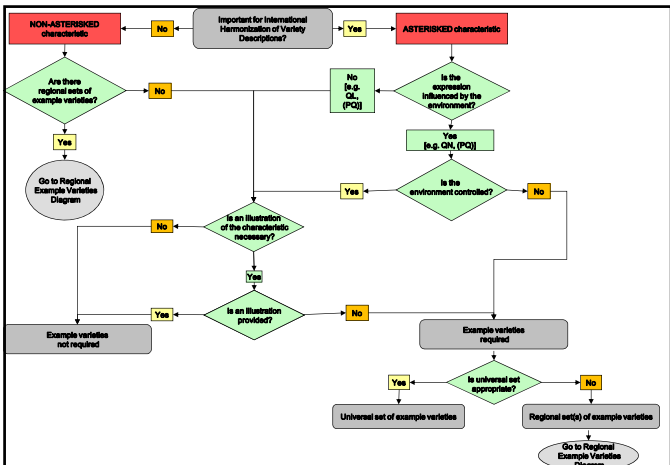 NON-ASTERISKED
characteristic
No
Important for International
Harmonization of Variety
Descriptions?
Yes
ASTERISKED characteristic
Are there
regional sets of
example varieties?
No
No
[e.g.
QL,
(PQ)]
Is the
expression
influenced by the
environment?
Yes
Yes
[e.g. QN, (PQ)]
Go to Regional
Example Varieties
Diagram
Yes
Is the
environment controlled?
No
No
Is an illustration
of the characteristic
necessary?
Yes
Yes
Is an illustration
provided?
No
Example varieties
not required
Example varieties
required
Yes
Is universal set
appropriate?
No
Universal set of example varieties
Regional set(s) of example varieties
Go to Regional
Example Varieties
Diagram